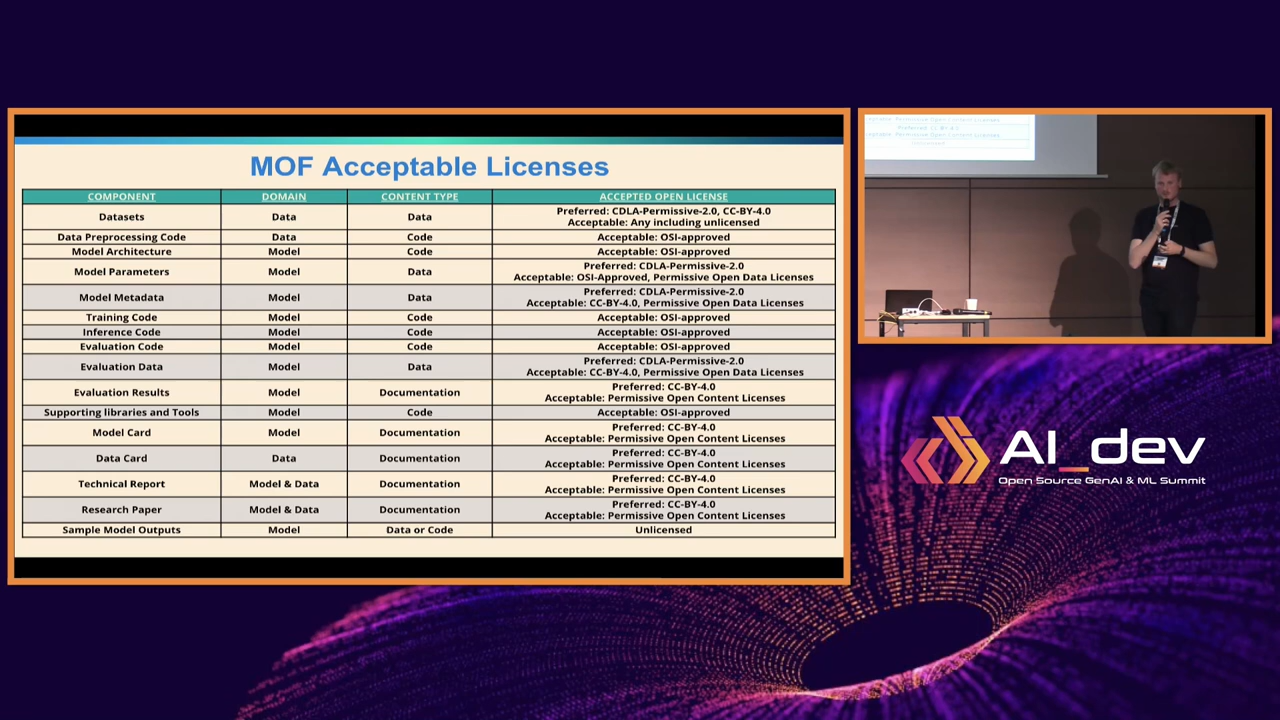 MOF Acceptable Licenses
COMPONENT DOMAIN CONTENT TYPE ACCEPTED OPEN LICENSE
Datasets Data Data Preferred: CDLA-Permissive-2.0, CC-BY-4.0
Acceptable: Any including unlicensed
Data Preprocessing Code Data Code Acceptable: OSI-approved
Model Architecture Model Code Acceptable: OSI-approved
Model Parameters Model Data Preferred: CDLA-Permissive-2.0
Acceptable: OSI-Approved, Permissive Open Data Licenses
Model Metadata Model Data Preferred: CDLA-Permissive-2.0
Acceptable: CC-BY-4.0, Permissive Open Data Licenses
Training Code Model Code Acceptable: OSI-approved
Inference Code Model Code Acceptable: OSI-approved
Evaluation Code Model Code Acceptable: OSI-approved
Evaluation Data Model Data Preferred: CDLA-Permissive-2.0
Acceptable: CC-BY-4.0, Permissive Open Data Licenses
Evaluation Results Model Documentation Preferred: CC-BY-4.0
Acceptable: Permissive Open Content Licenses
Supporting libraries and Tools Model Code Acceptable: OSI-approved
Model Card Model Documentation Preferred: CC-BY-4.0
Acceptable: Permissive Open Content Licenses
Data Card Data Documentation Preferred: CC-BY-4.0
Acceptable: Permissive Open Content Licenses
Technical Report Model & Data Documentation Preferred: CC-BY-4.0
Acceptable: Permissive Open Content Licenses
Research Paper Model & Data Documentation Preferred: CC-BY-4.0
Acceptable: Permissive Open Content Licenses
Sample Model Outputs Model Data or Code Unlicensed
AI_dev
Open Source GenAI & ML Summit